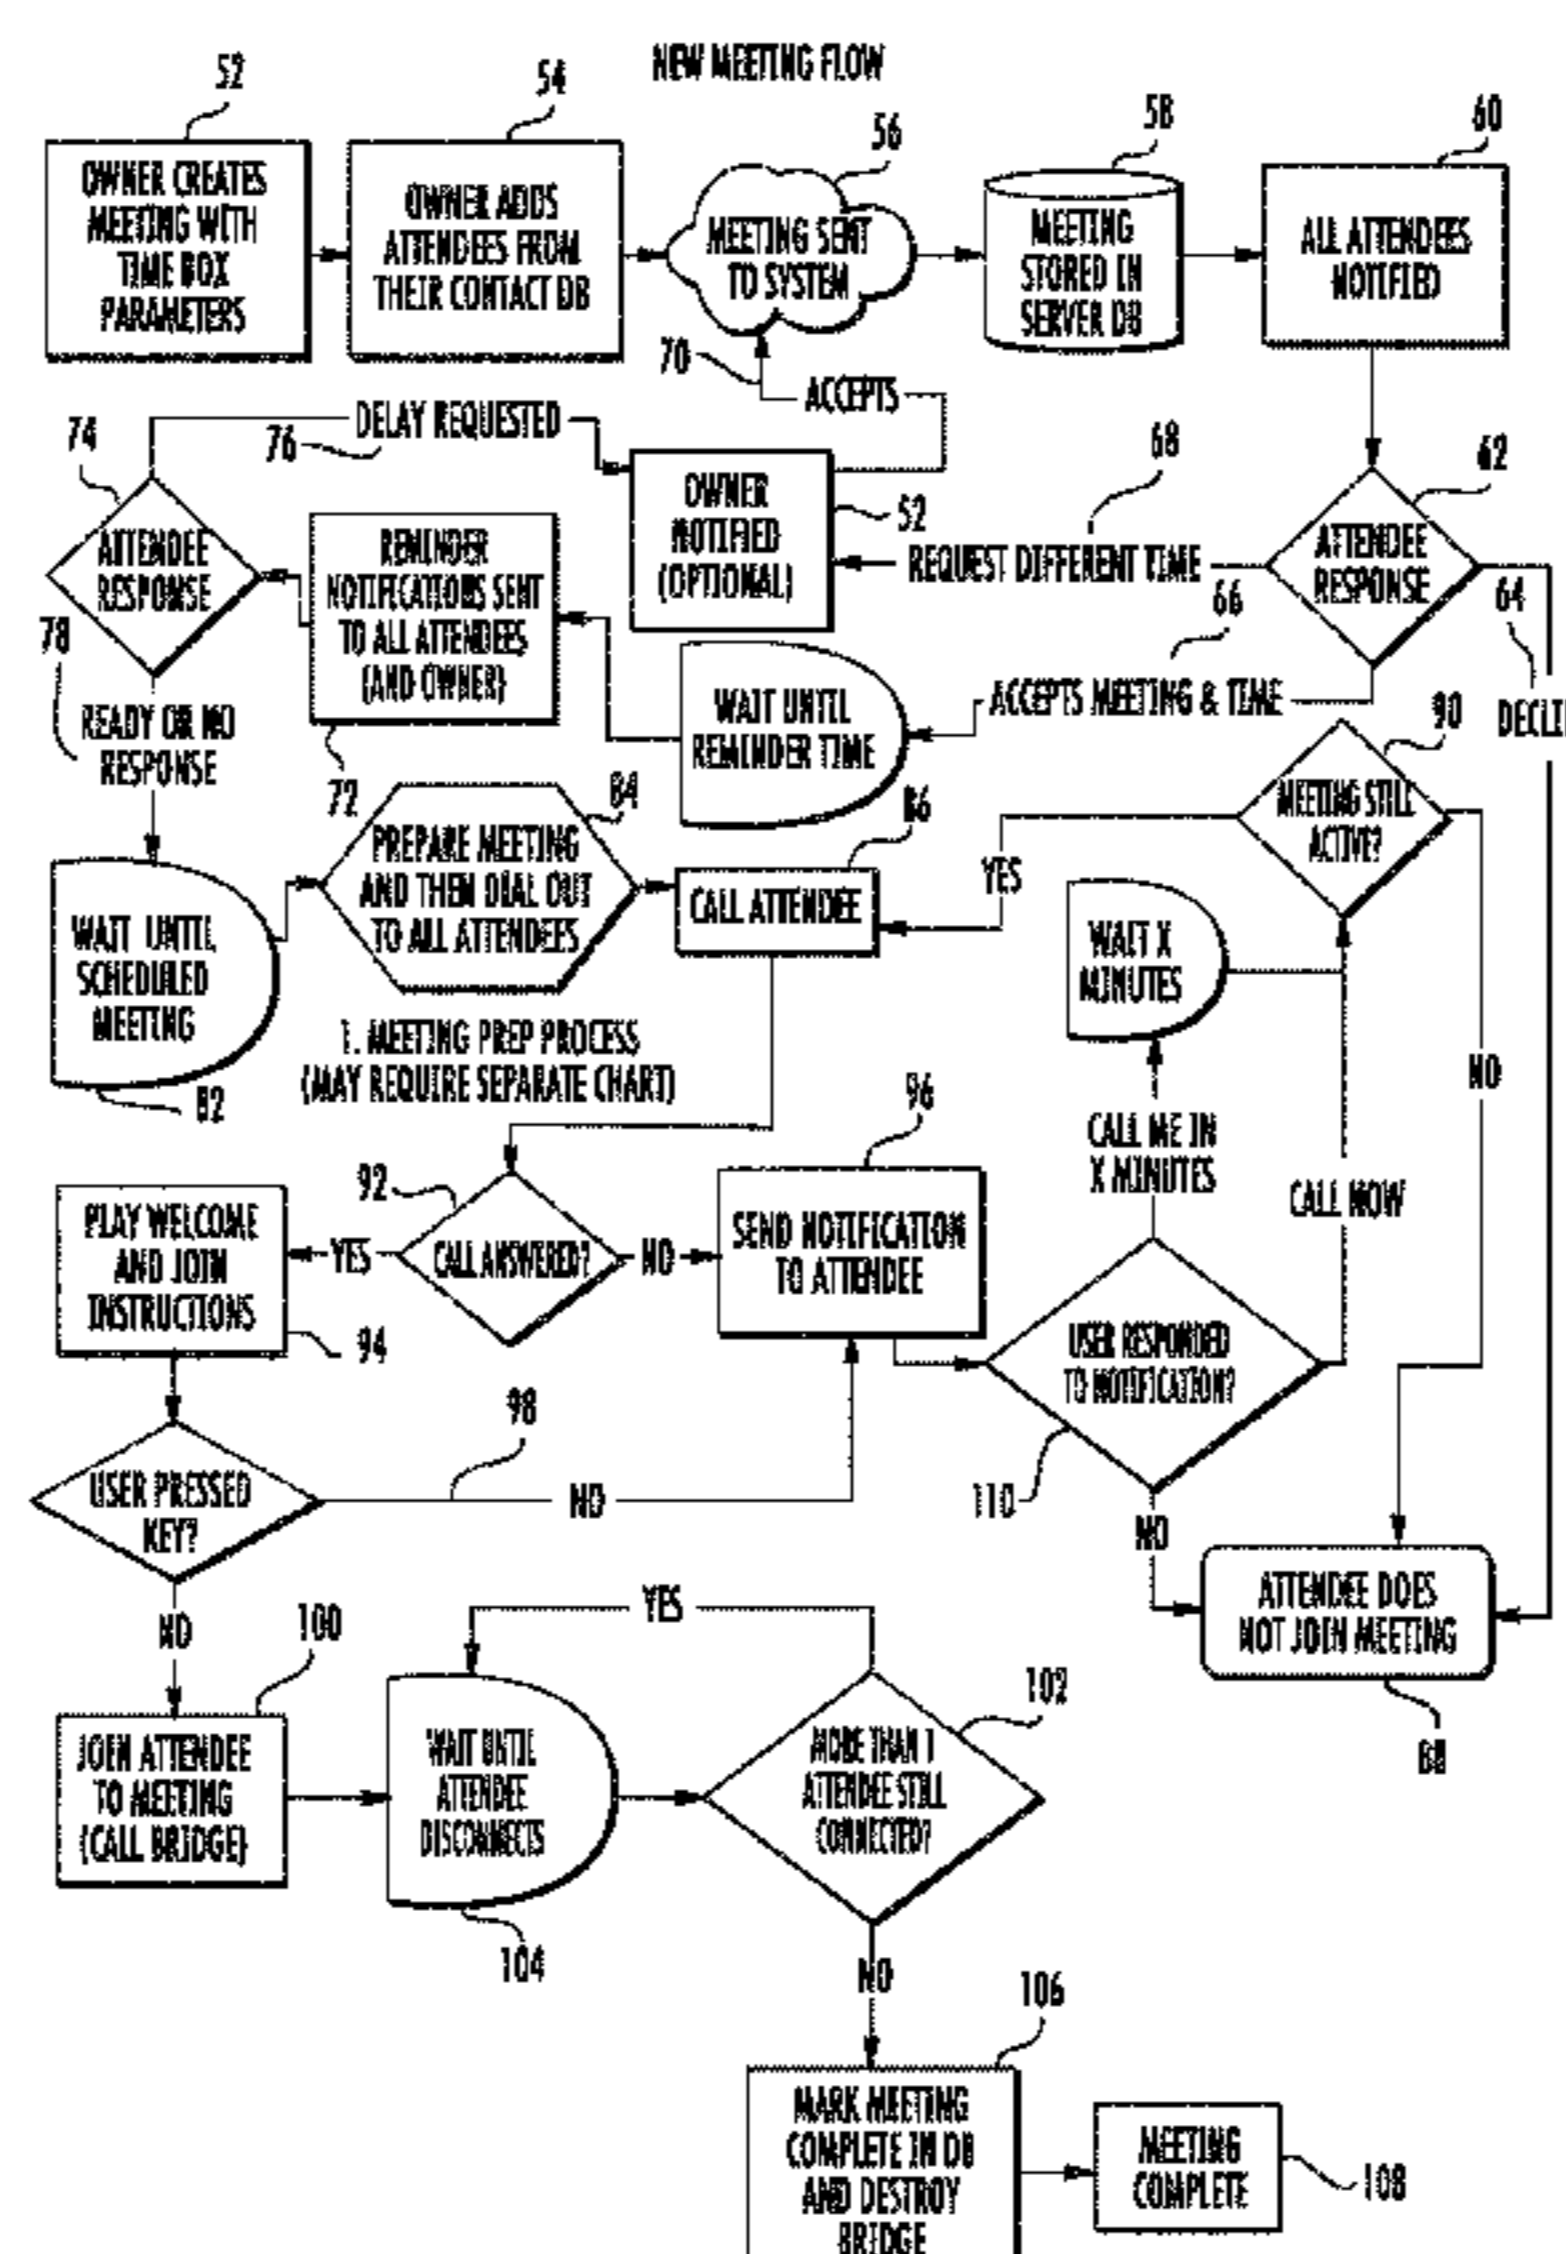 NEW MEETING FLOW
52
54
56
58
60
OWNER CREATES
MEETING WITH
TIME BOX
PARAMETERS
OWNER ADDS
ATTENDEES FROM
THEIR CONTACT DB
MEETING SENT
TO SYSTEM
MEETING
STORED IN
SERVER DB
ALL ATTENDEES
NOTIFIED
70
ACCEPTS
74
DELAY REQUESTED
76
68
62
ATTENDEE
RESPONSE
REMINDER
NOTIFICATIONS SENT
TO ALL ATTENDEES
(AND OWNER)
OWNER
NOTIFIED
(OPTIONAL)
52
REQUEST DIFFERENT TIME
ATTENDEE
RESPONSE
66
64
78
READY OR NO
RESPONSE
72
WAIT UNTIL
REMINDER TIME
ACCEPTS MEETING & TIME
90
84
86
PREPARE MEETING
AND THEN DIAL OUT
TO ALL ATTENDEES
CALL ATTENDEE
YES
MEETING STILL
ACTIVE?
WAIT UNTIL
SCHEDULED
MEETING
82
1. MEETING PREP PROCESS
(MAY REQUIRE SEPARATE CHART)
WAIT X
MINUTES
NO
96
CALL ME IN
X MINUTES
CALL NOW
92
PLAY WELCOME
AND JOIN
INSTRUCTIONS
YES
CALL ANSWERED?
NO
SEND NOTIFICATION
TO ATTENDEE
94
USER RESPONDED
TO NOTIFICATION?
98
USER PRESSED
KEY?
NO
110
NO
NO
100
YES
ATTENDEE DOES
NOT JOIN MEETING
102
JOIN ATTENDEE
TO MEETING
(CALL BRIDGE)
WAIT UNTIL
ATTENDEE
DISCONNECTS
MORE THAN 1
ATTENDEE STILL
CONNECTED?
104
NO
106
MARK MEETING
COMPLETE IN DB
AND DESTROY
BRIDGE
MEETING
COMPLETE
108